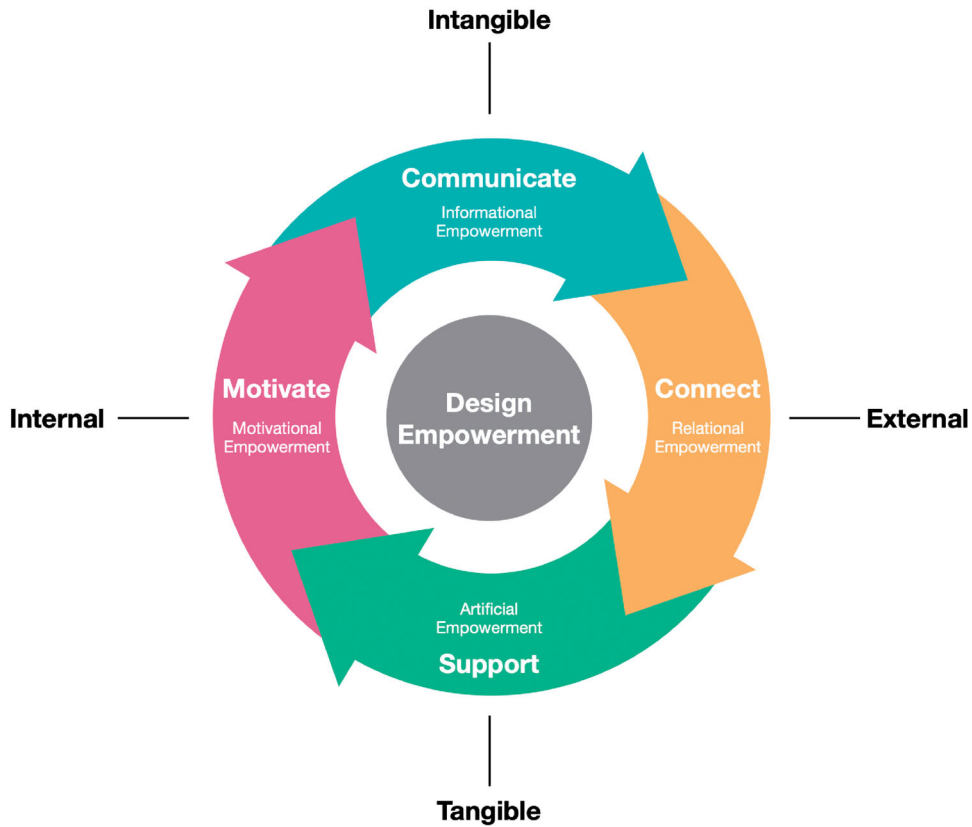 Intangible
Communicate
Informational
Empowerment
Internal
Motivate
Motivational
Empowerment
Design
Empowerment
Connect
Relational
Empowerment
External
Artificial
Empowerment
Support
Tangible